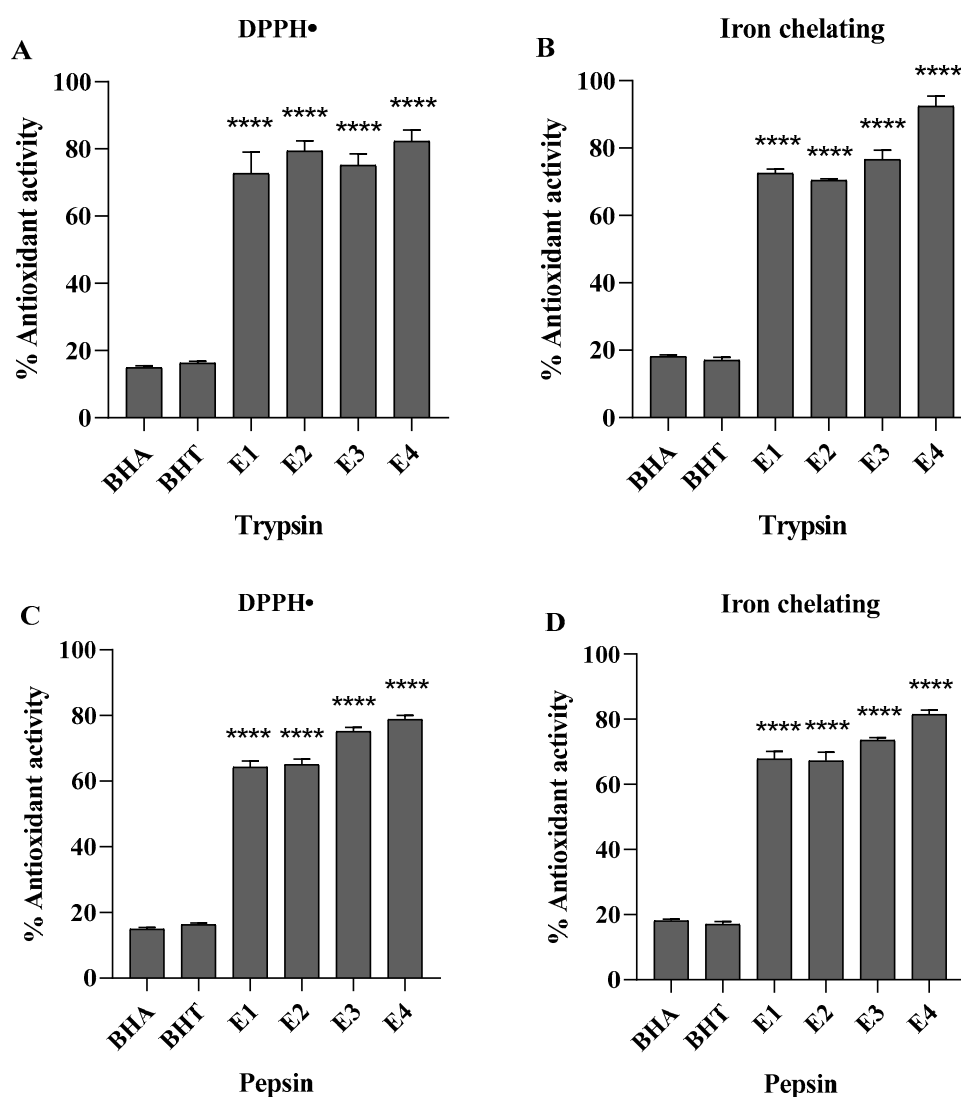 A
DPPH•
% Antioxidant activity
100
80
60
40
20
0
****
****
****
****
BHA
BHT
E1
E2
E3
E4
Trypsin
B
Iron chelating
% Antioxidant activity
100
80
60
40
20
0
****
****
****
****
BHA
BHT
E1
E2
E3
E4
Trypsin
C
DPPH•
% Antioxidant activity
100
80
60
40
20
0
****
****
****
****
BHA
BHT
E1
E2
E3
E4
Pepsin
D
Iron chelating
% Antioxidant activity
100
80
60
40
20
0
****
****
****
****
BHA
BHT
E1
E2
E3
E4
Pepsin